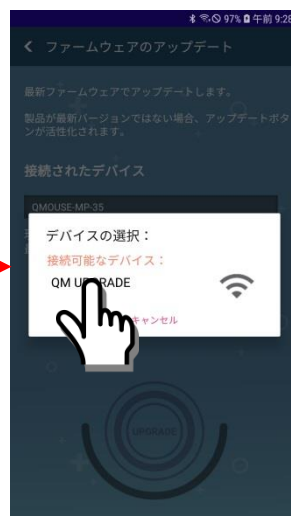 97% 午前 9:28
ファームウェアのアップデート
最新ファームウェアでアップデートします。
製品が最新バージョンではない場合、アップデートボタ
ンが活性化されます。
接続されたデバイス
QMOUSE-MP-35
デバイスの選択：
接続可能なデバイス：
QM UPGRADE
キャンセル
UPGRADE